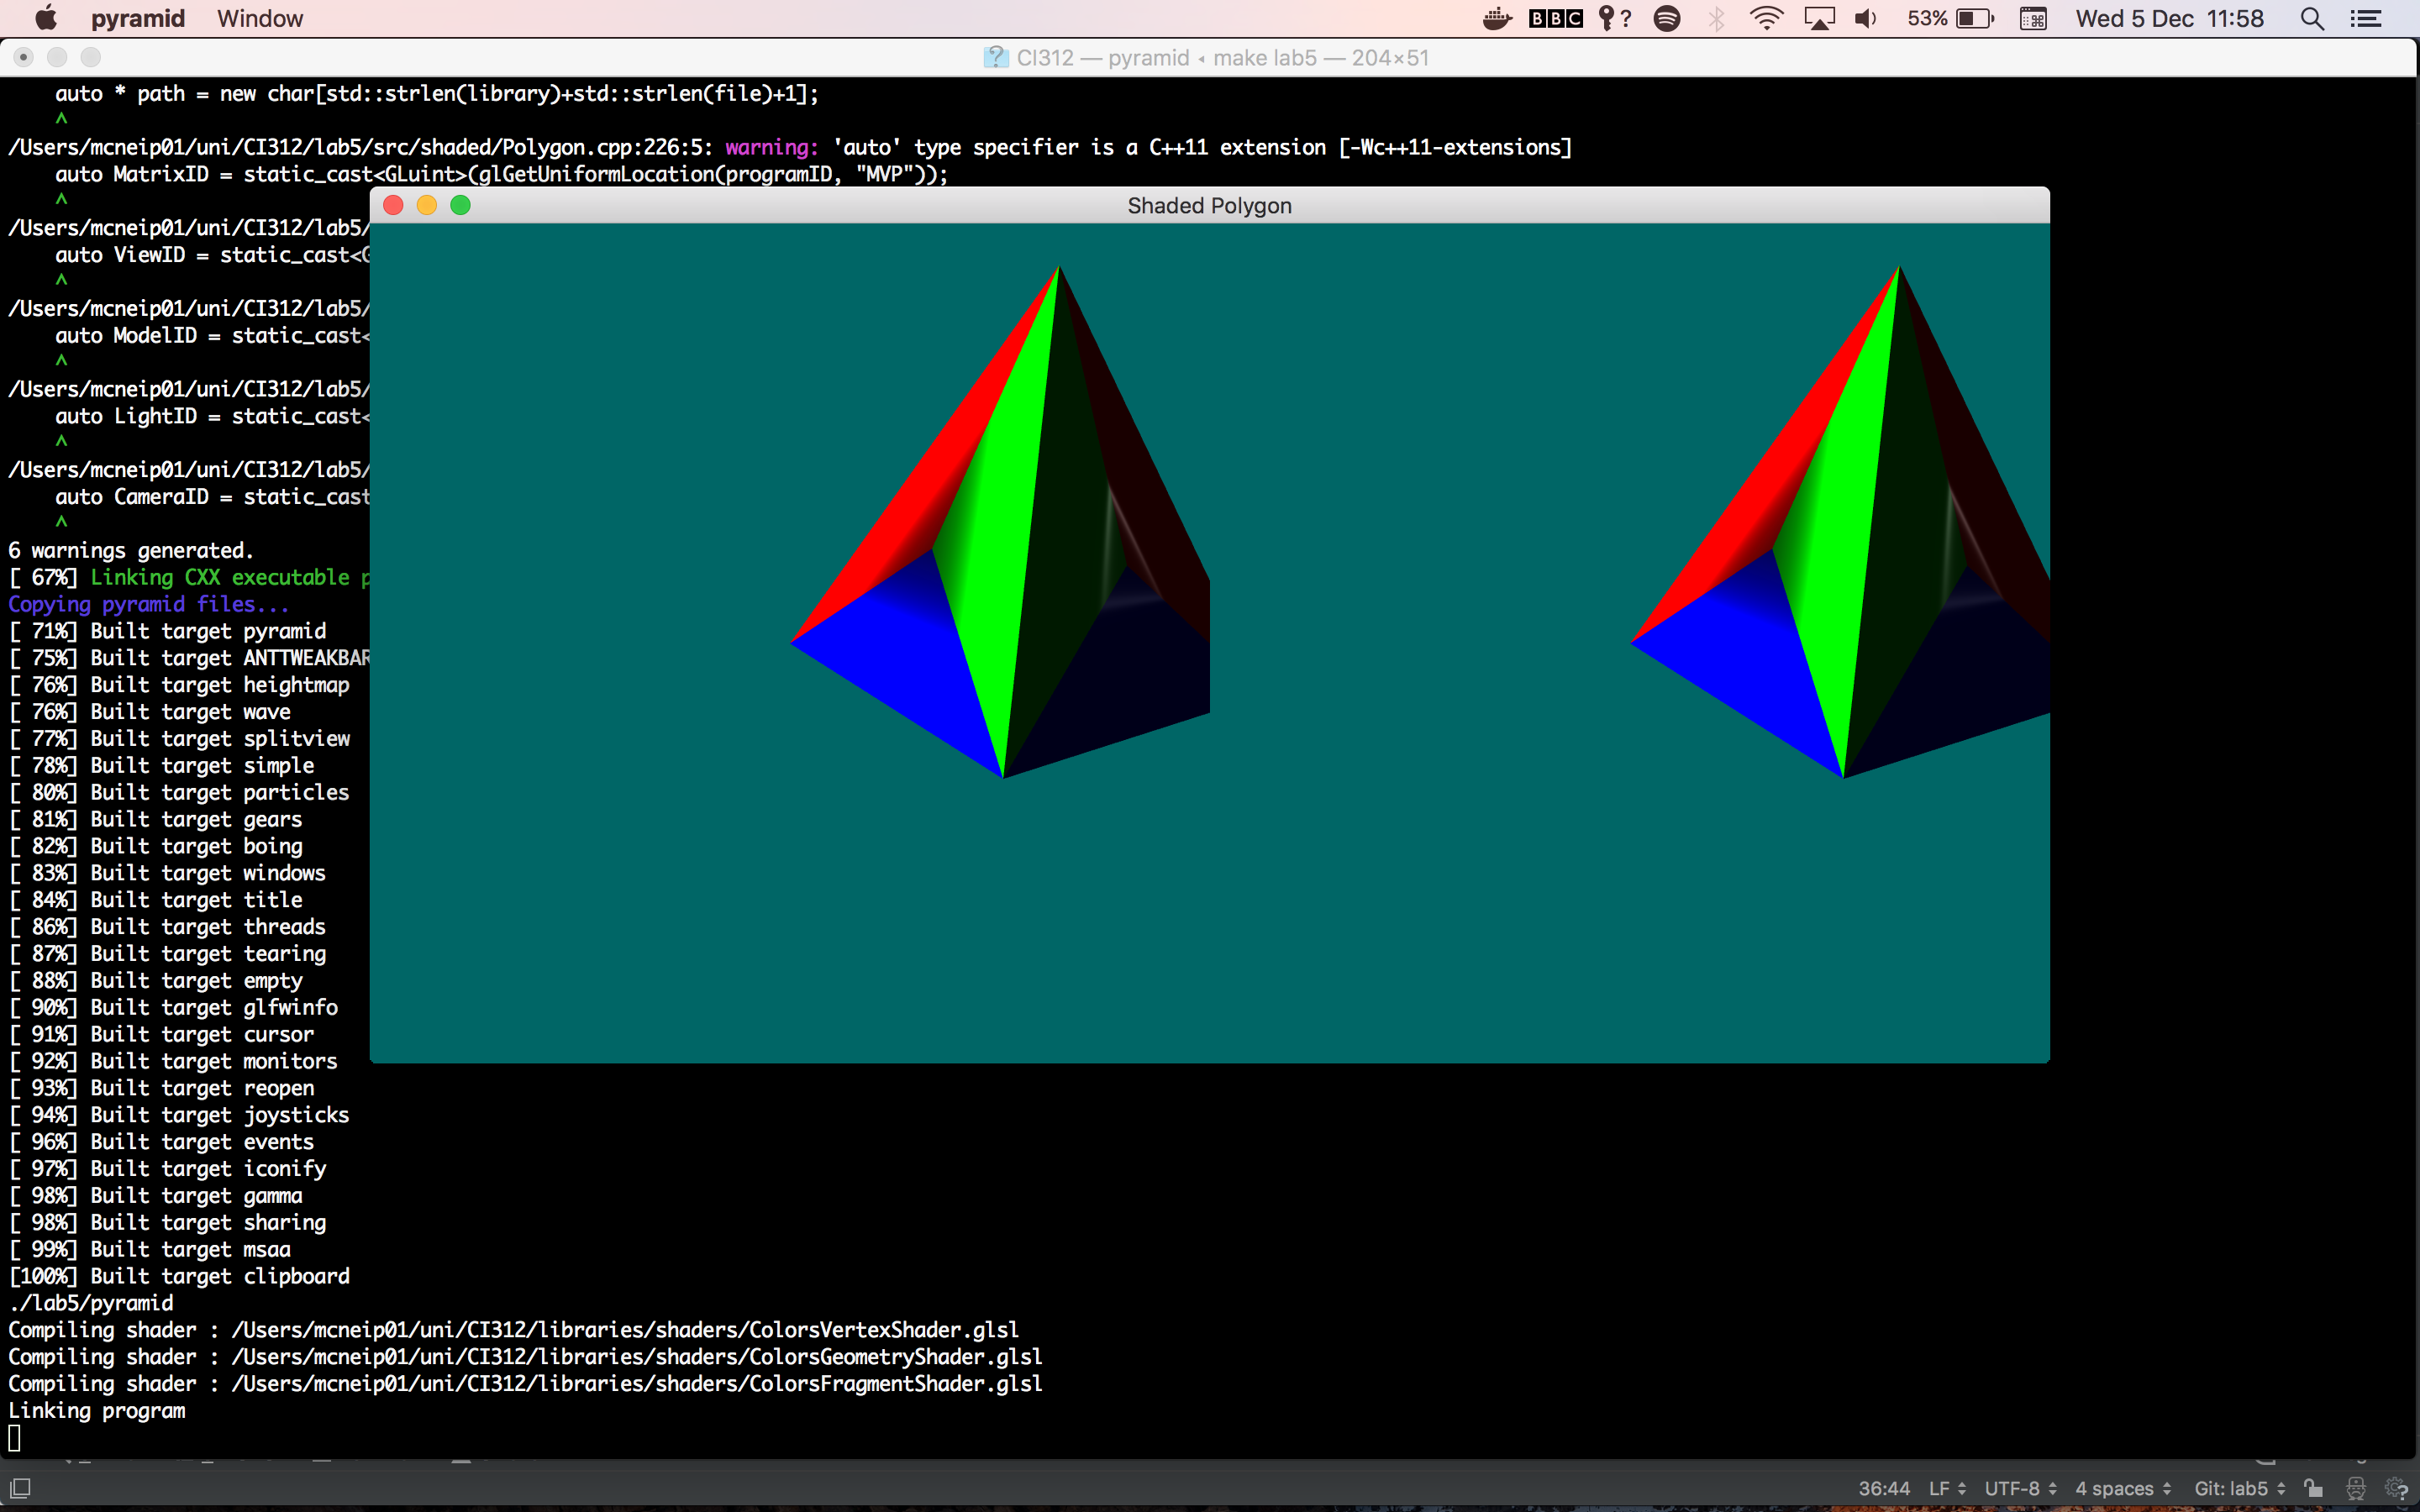 pyramid Window BBC ? 53% Wed 5 Dec 11:58
CI312 — pyramid ◂ make lab5 — 204×51
auto * path = new char[std::strlen(library)+std::strlen(file)+1];
^
/Users/mcneip01/uni/CI312/lab5/src/shaded/Polygon.cpp:226:5: warning: 'auto' type specifier is a C++11 extension [-Wc++11-extensions]
auto MatrixID = static_cast<GLuint>(glGetUniformLocation(programID, "MVP"));
^
Shaded Polygon
/Users/mcneip01/uni/CI312/lab5/
auto ViewID = static_cast<G
^
/Users/mcneip01/uni/CI312/lab5/
auto ModelID = static_cast<
^
/Users/mcneip01/uni/CI312/lab5/
auto LightID = static_cast<
^
/Users/mcneip01/uni/CI312/lab5/
auto CameraID = static_cast
^
6 warnings generated.
[ 67%] Linking CXX executable p
Copying pyramid files...
[ 71%] Built target pyramid
[ 75%] Built target ANTTWEAKBAR
[ 76%] Built target heightmap
[ 76%] Built target wave
[ 77%] Built target splitview
[ 78%] Built target simple
[ 80%] Built target particles
[ 81%] Built target gears
[ 82%] Built target boing
[ 83%] Built target windows
[ 84%] Built target title
[ 86%] Built target threads
[ 87%] Built target tearing
[ 88%] Built target empty
[ 90%] Built target glfwinfo
[ 91%] Built target cursor
[ 92%] Built target monitors
[ 93%] Built target reopen
[ 94%] Built target joysticks
[ 96%] Built target events
[ 97%] Built target iconify
[ 98%] Built target gamma
[ 98%] Built target sharing
[ 99%] Built target msaa
[100%] Built target clipboard
./lab5/pyramid
Compiling shader : /Users/mcneip01/uni/CI312/libraries/shaders/ColorsVertexShader.glsl
Compiling shader : /Users/mcneip01/uni/CI312/libraries/shaders/ColorsGeometryShader.glsl
Compiling shader : /Users/mcneip01/uni/CI312/libraries/shaders/ColorsFragmentShader.glsl
Linking program
36:44 LF UTF-8 4 spaces Git: lab5